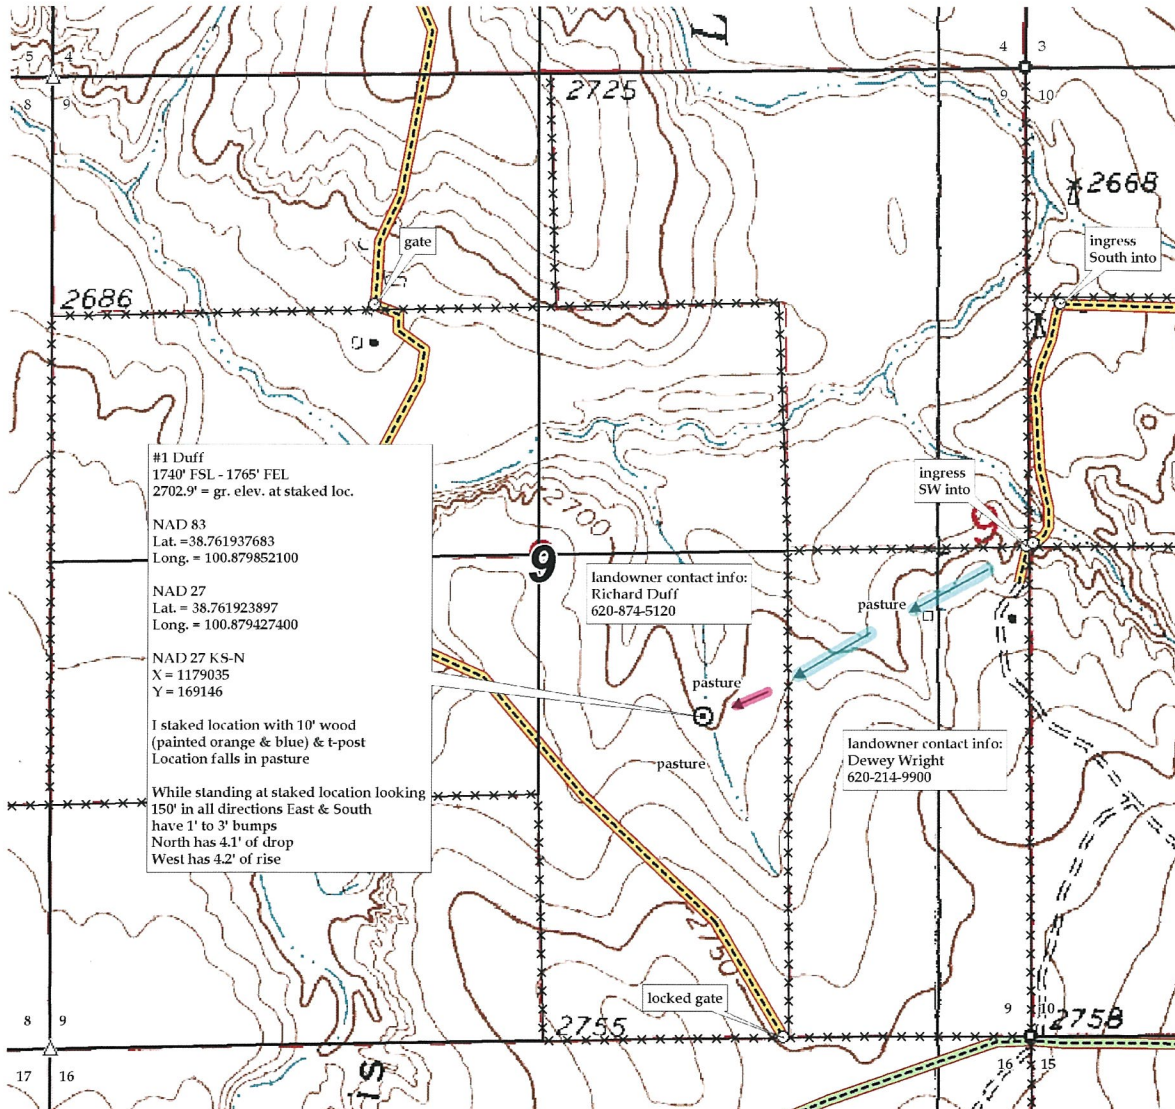 5 4
4 3
8 9
9 10
2725
2668
gate
ingress
South into
2686
#1 Duff
1740' FSL - 1765' FEL
2702.9' = gr. elev. at staked loc.
NAD 83
Lat. =38.761937683
Long. = 100.879852100
NAD 27
Lat. = 38.761923897
Long. = 100.879427400
NAD 27 KS-N
X = 1179035
Y = 169146
I staked location with 10' wood
(painted orange & blue) & t-post
Location falls in pasture
While standing at staked location looking
150' in all directions East & South
have 1' to 3' bumps
North has 4.1' of drop
West has 4.2' of rise
2700
ingress
SW into
9
9
landowner contact info:
Richard Duff
620-874-5120
pasture
pasture
pasture
landowner contact info:
Dewey Wright
620-214-9900
2750
locked gate
2755
2758
8 9
9 10
17 16
16 15